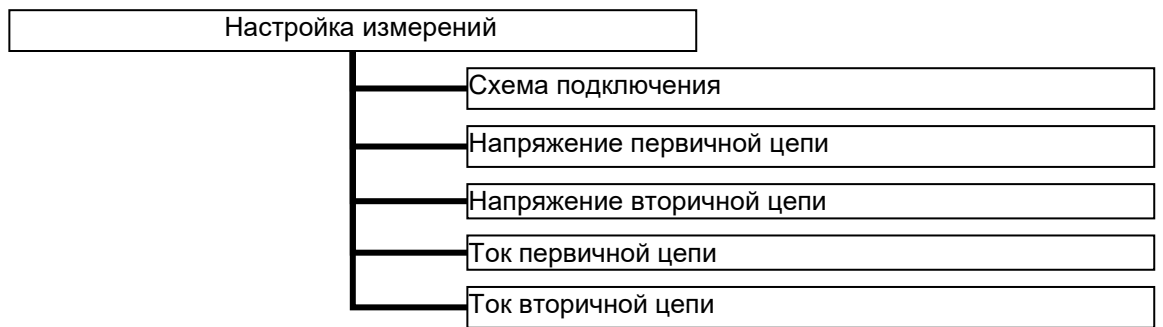 Настройка измерений
Схема подключения
Напряжение первичной цепи
Напряжение вторичной цепи
Ток первичной цепи
Ток вторичной цепи